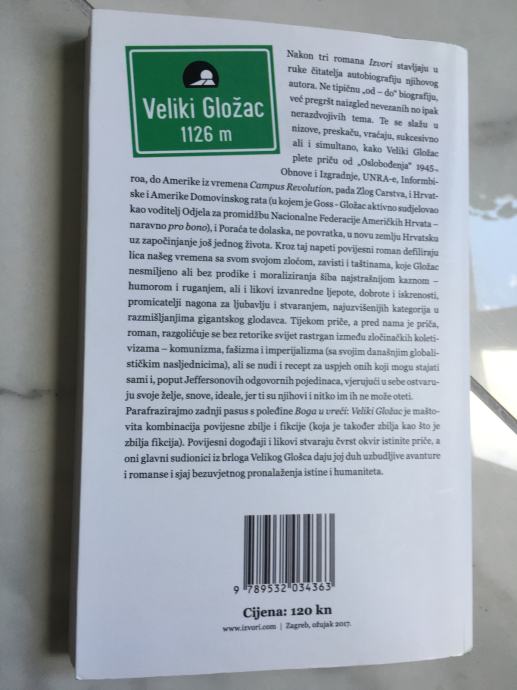 Veliki Gložac
1126 m
Nakon tri romana Izvori stavljaju u
ruke čitatelja autobiografiju njihovog
autora. Ne tipičnu „od – do“ biografiju,
već pregršt naizgled nevezanih no ipak
nerazdvojivih tema. Te se slažu u
nizove, preskaču, vraćaju, sukcesivno
ali i simultano, kako Veliki Gložac
plete priču od „Oslobođenja“ 1945.,
Obnove i Izgradnje, UNRA-e, Informbi-
roa, do Amerike iz vremena Campus Revolution, pada Zlog Carstva, i Hrvat-
ske i Amerike Domovinskog rata (u kojem je Goss - Gložac aktivno sudjelovao
kao voditelj Odjela za promidžbu Nacionalne Federacije Američkih Hrvata –
naravno pro bono), i Poraća te dolaska, ne povratka, u novu zemlju Hrvatsku
uz započinjanje još jednog života. Kroz taj napeti povijesni roman defiliraju
lica našeg vremena sa svom svojom zloćom, zavisti i taštinama, koje Gložac
nesmiljeno ali bez prodike i moraliziranja šiba najstrašnijom kaznom –
humorom i ruganjem, ali i likovi izvanredne ljepote, dobrote i iskrenosti,
promicatelji nagona za ljubavlju i stvaranjem, najuzvišenijih kategorija u
razmišljanjima gigantskog glodavca. Tijekom priče, a pred nama je priča,
roman, razgolićuje se bez retorike svijet rastrgan između zločinačkih koleti-
vizama – komunizma, fašizma i imperijalizma (sa svojim današnjim globali-
stičkim nasljednicima), ali se nudi i recept za uspjeh onih koji mogu stajati
sami i, poput Jeffersonovih odgovornih pojedinaca, vjerujući u sebe ostvaru-
ju svoje želje, snove, ideale, jer ti su njihovi i nitko im ih ne može oteti.
Parafrazirajmo zadnji pasus s poleđine Boga u vreći: Veliki Gložac je mašto-
vita kombinacija povijesne zbilje i fikcije (koja je također zbilja kao što je
zbilja fikcija). Povijesni događaji i likovi stvaraju čvrst okvir istinite priče, a
oni glavni sudionici iz brloga Velikog Glošca daju joj duh uzbudljive avanture
i romanse i sjaj bezuvjetnog pronalaženja istine i humaniteta.
9 789532 034363
Cijena: 120 kn
www.izvori.com | Zagreb, ožujak 2017.